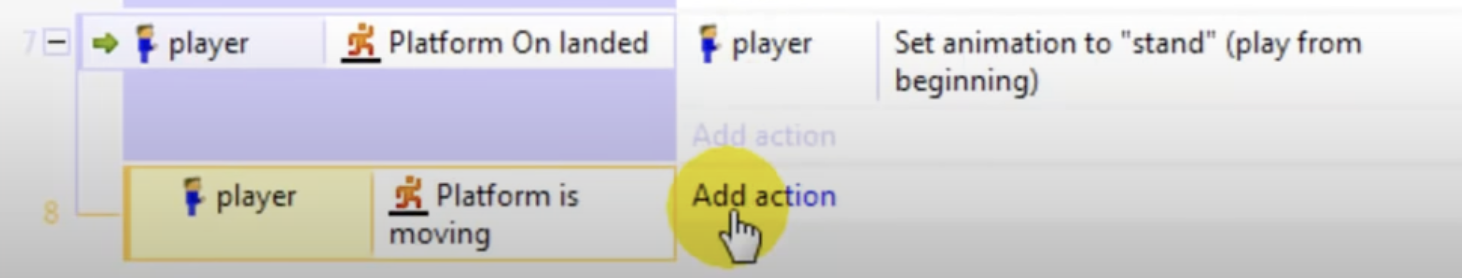 7 player Platform On landed player Set animation to "stand" (play from
beginning)
Add action
8 player Platform is Add action
moving